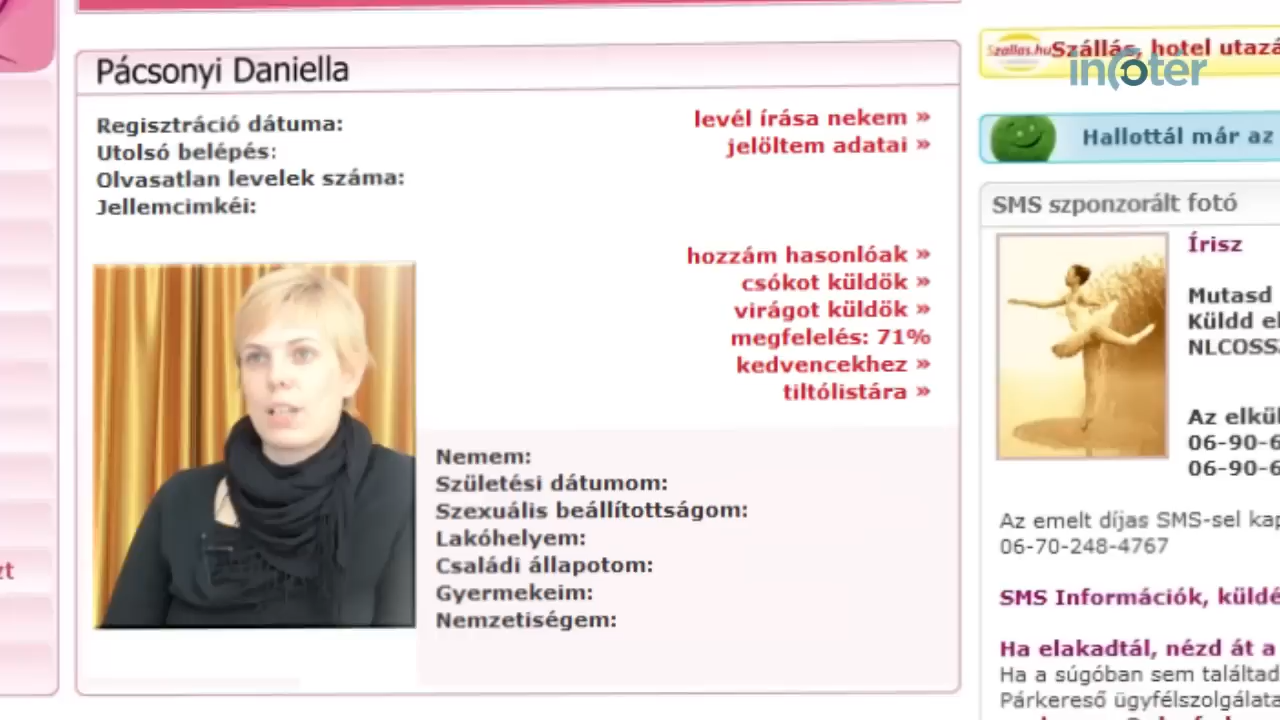 Pácsonyi Daniella
Regisztráció dátuma:
Utolsó belépés:
Olvasatlan levelek száma:
Jellemcimkéi:
levél írása nekem »
jelöltem adatai »
hozzám hasonlóak »
csókot küldök »
virágot küldök »
megfelelés: 71%
kedvencekhez »
tiltólistára »
Nemem:
Születési dátumom:
Szexuális beállítottságom:
Lakóhelyem:
Családi állapotom:
Gyermekeim:
Nemzetiségem:
zt
Szallas.hu Szállás, hotel utazá
infotér
Hallottál már az
SMS szponzorált fotó
Írisz
Mutasd
Küldd el
NLCOSS
Az elkül
06-90-6
06-90-6
Az emelt díjas SMS-sel kap
06-70-248-4767
SMS Információk, küldé
Ha elakadtál, nézd át a
Ha a súgóban sem találtad
Párkereső ügyfélszolgálata